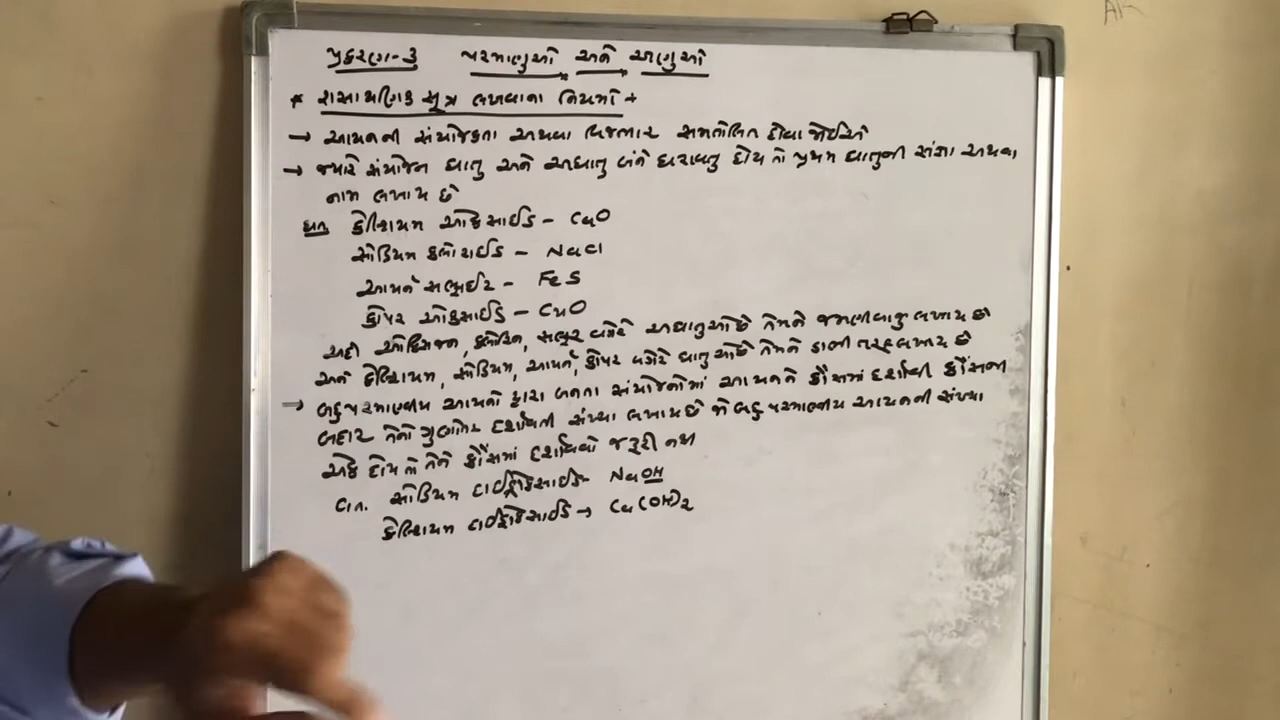 પ્રકરણ-૩ પરમાણુઓ અને અણુઓ
* રાસાયણિક સૂત્ર લખવાના નિયમો +
→ આયનની સંયોજકતા અથવા વિજભાર સમતોલિત હોવા જોઈએ
→ જ્યારે સંયોજન ધાતુ અને અધાતુ બંને ધરાવતુ હોય તો પ્રથમ ધાતુની સંજ્ઞા અથવા
નામ લખાય છે
દા.ત. કેલ્શિયમ ઓક્સાઈડ - CaO
સોડિયમ ક્લોરાઈડ - NaCl
આયર્ન સલ્ફાઈડ - FeS
કોપર ઓક્સાઈડ - CuO
અહી ઓક્સિજન, ક્લોરિન, સલ્ફર વગેરે અધાતુઓ છે તેમને જમણીબાજુ લખાય છે
અને કેલ્શિયમ, સોડિયમ, આયર્ન, કોપર વગેરે ધાતુઓ છે તેમને ડાબી તરફ લખાય છે
→ બહુપરમાણ્વીય આયનો દ્વારા બનતા સંયોજનોમાં આયનને કૌંસમાં દર્શાવી કૌંસની
બહાર તેનો ગુણોત્તર દર્શાવતી સંખ્યા લખાય છે જો બહુપરમાણ્વીય આયનની સંખ્યા
એક હોય તો તેને કૌંસમાં દર્શાવવો જરૂરી નથી
દા.ત. સોડિયમ હાઈડ્રોક્સાઈડ - NaOH
કેલ્શિયમ હાઈડ્રોક્સાઈડ → Ca(OH)2